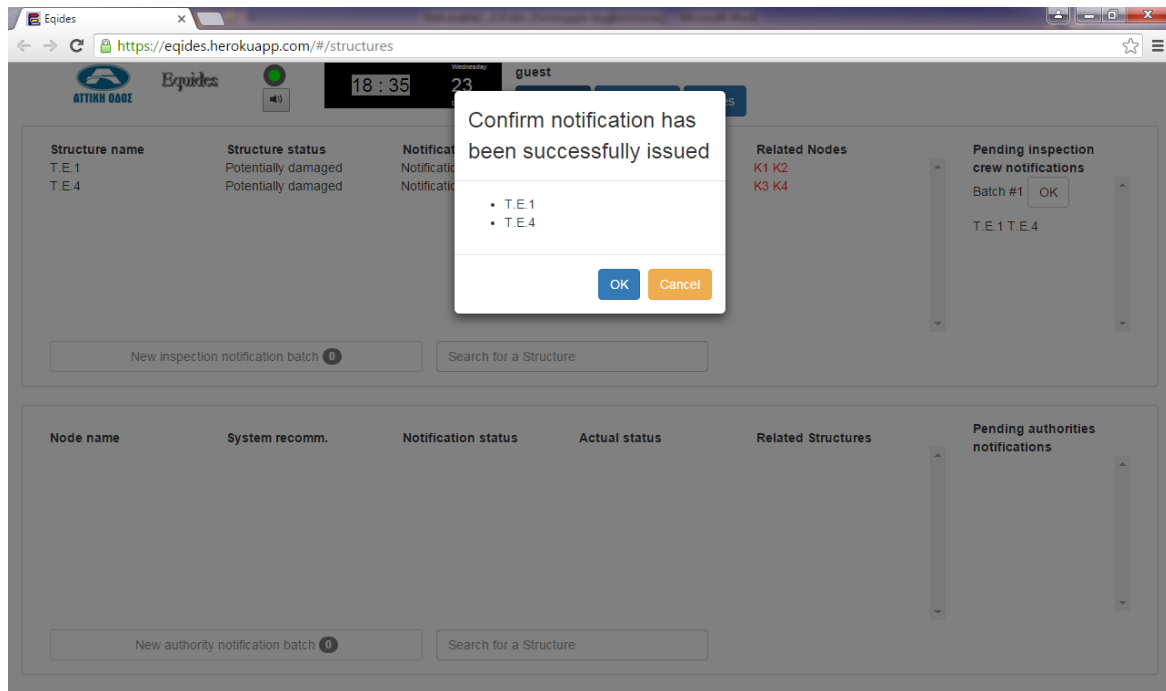 Eqides
https://eqides.herokuapp.com/#/structures
ΑΤΤΙΚΗ ΟΔΟΣ
Equides
18 : 35
Wednesday
23
guest
Confirm notification has
been successfully issued
T.E.1
T.E.4
OK Cancel
Structure name Structure status Related Nodes
T.E.1 Potentially damaged K1 K2
T.E.4 Potentially damaged K3 K4
Pending inspection
crew notifications
Batch #1 OK
T.E.1 T.E.4
New inspection notification batch 0 Search for a Structure
Node name System recomm. Notification status Actual status Related Structures
Pending authorities
notifications
New authority notification batch 0 Search for a Structure